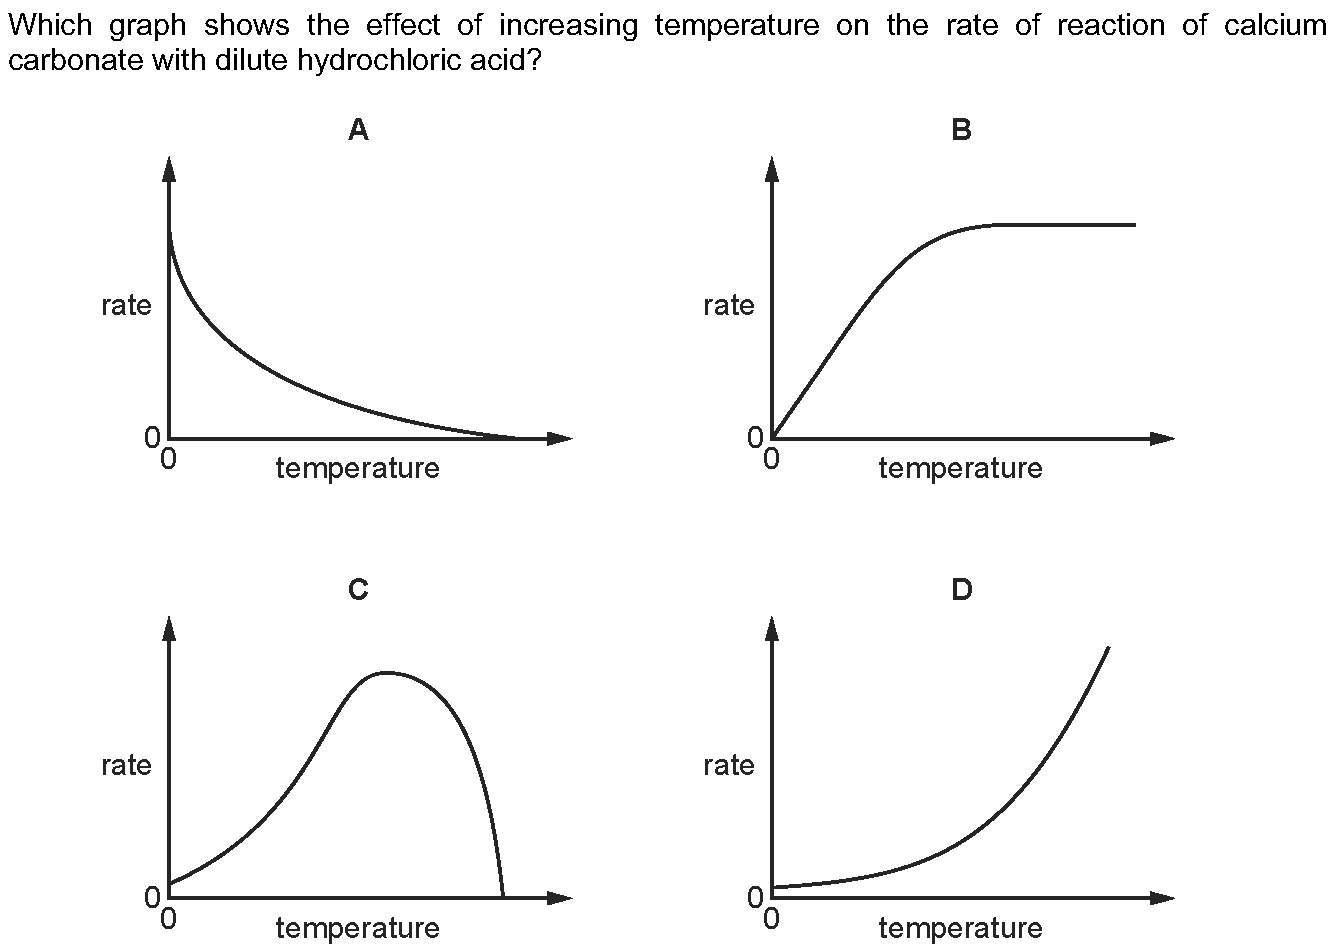 Which graph shows the effect of increasing temperature on the rate of reaction of calcium
carbonate with dilute hydrochloric acid?
A
rate
0
0
temperature
B
rate
0
0
temperature
C
rate
0
0
temperature
D
rate
0
0
temperature